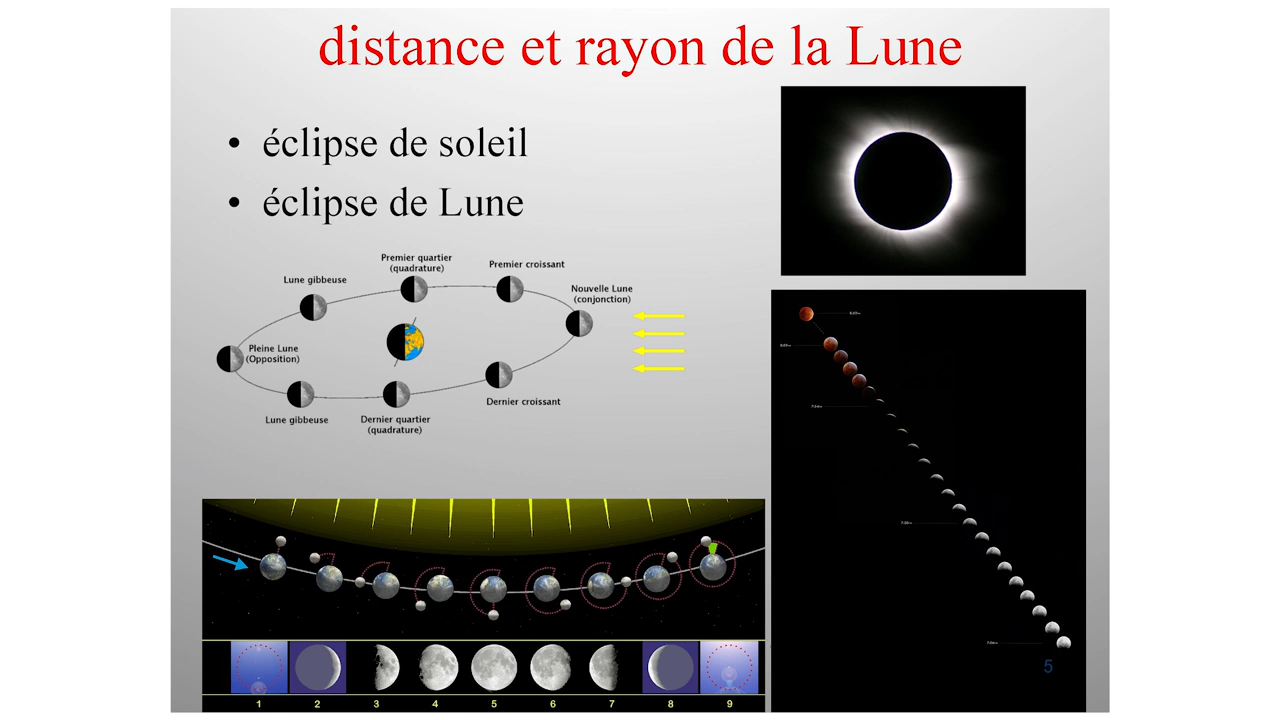 distance et rayon de la Lune
• éclipse de soleil
• éclipse de Lune
Premier quartier
(quadrature)
Premier croissant
Lune gibbeuse
Nouvelle Lune
(conjonction)
Pleine Lune
(Opposition)
Dernier croissant
Lune gibbeuse
Dernier quartier
(quadrature)
1 2 3 4 5 6 7 8 9
5